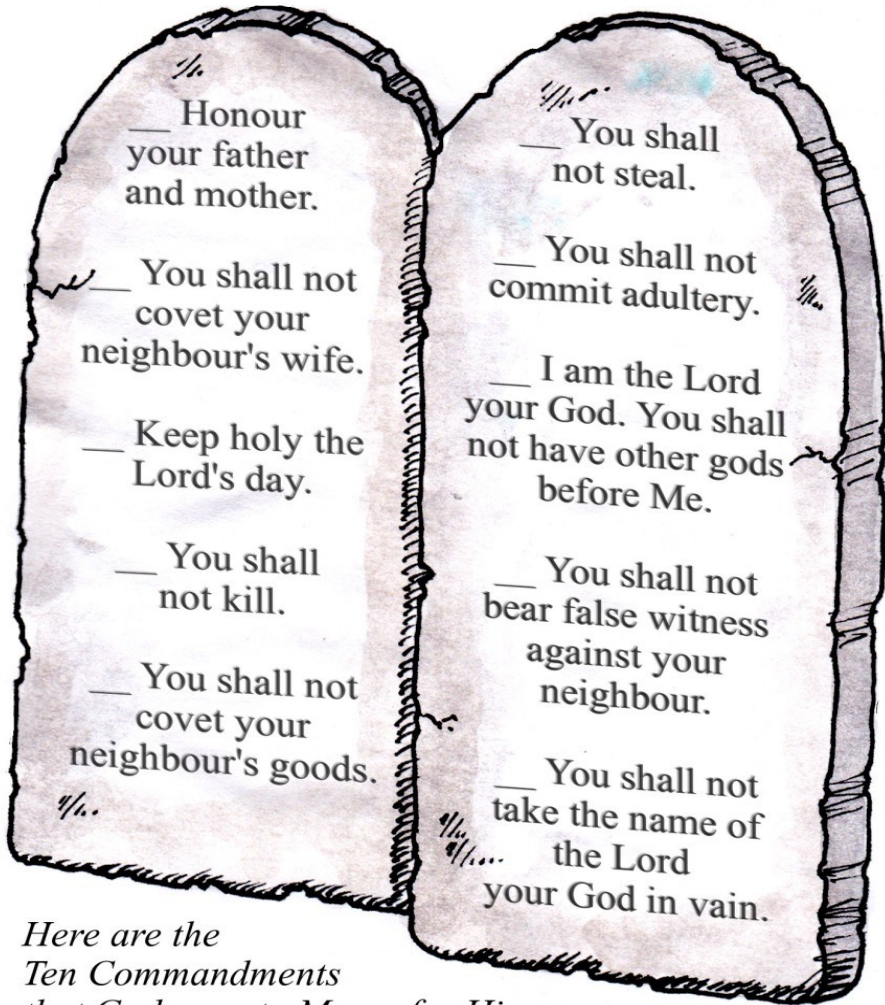 __ Honour
your father
and mother.
__ You shall not
covet your
neighbour's wife.
__ Keep holy the
Lord's day.
__ You shall
not kill.
__ You shall not
covet your
neighbour's goods.
__ You shall
not steal.
__ You shall not
commit adultery.
__ I am the Lord
your God. You shall
not have other gods
before Me.
__ You shall not
bear false witness
against your
neighbour.
__ You shall not
take the name of
the Lord
your God in vain.
Here are the
Ten Commandments